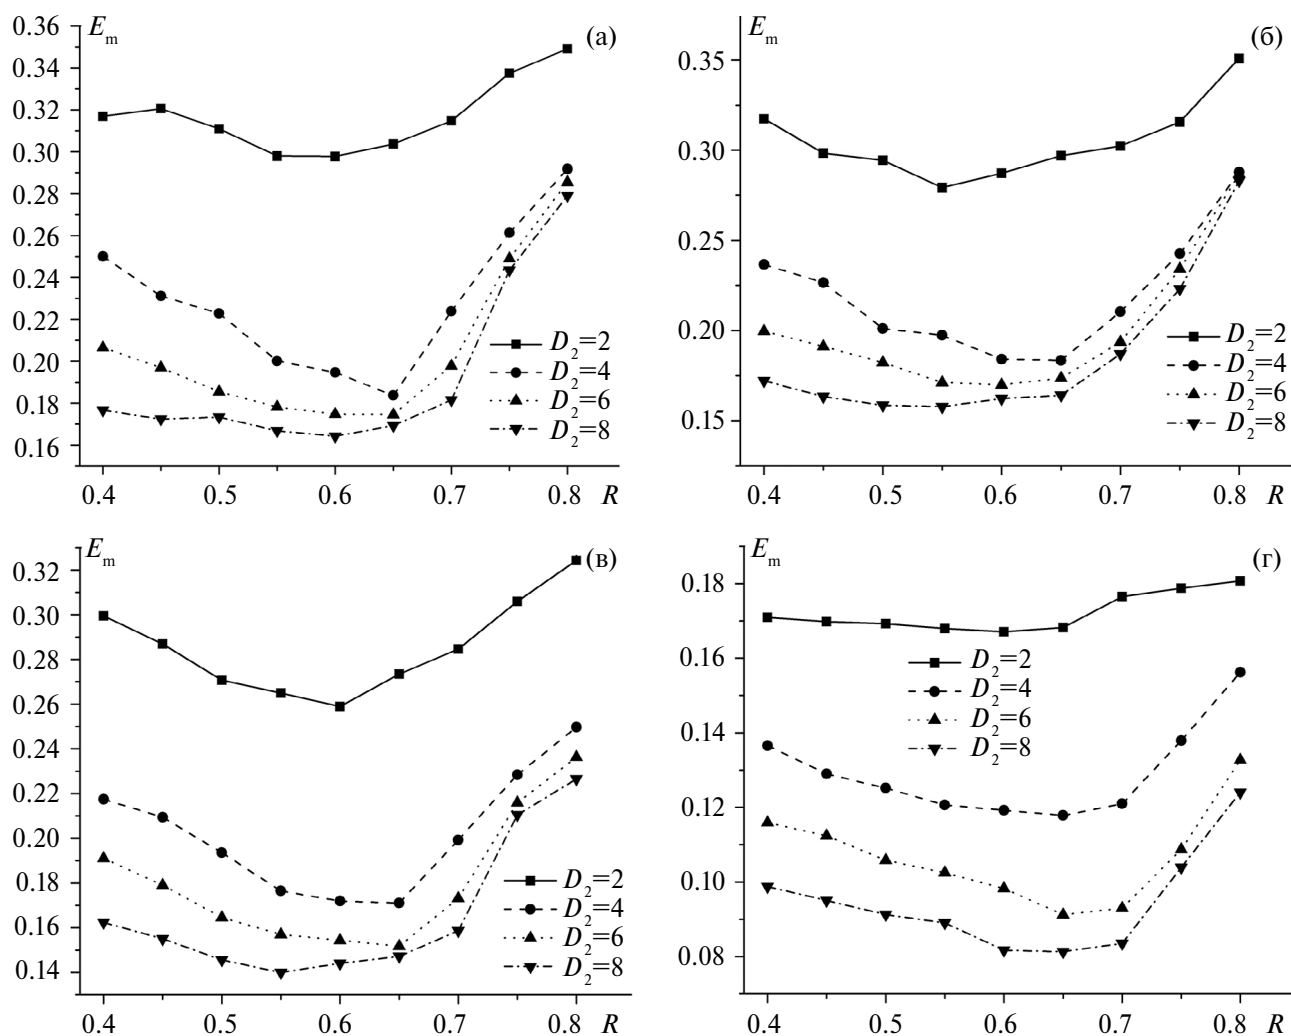 E_m (а)
0.36
0.34
0.32
0.30
0.28
0.26
0.24
0.22
0.20
0.18
0.16
D_2=2
D_2=4
D_2=6
D_2=8
0.4 0.5 0.6 0.7 0.8 R
E_m (б)
0.35
0.30
0.25
0.20
0.15
D_2=2
D_2=4
D_2=6
D_2=8
0.4 0.5 0.6 0.7 0.8 R
E_m (в)
0.32
0.30
0.28
0.26
0.24
0.22
0.20
0.18
0.16
0.14
D_2=2
D_2=4
D_2=6
D_2=8
0.4 0.5 0.6 0.7 0.8 R
E_m (г)
0.18
0.16
0.14
0.12
0.10
0.08
D_2=2
D_2=4
D_2=6
D_2=8
0.4 0.5 0.6 0.7 0.8 R